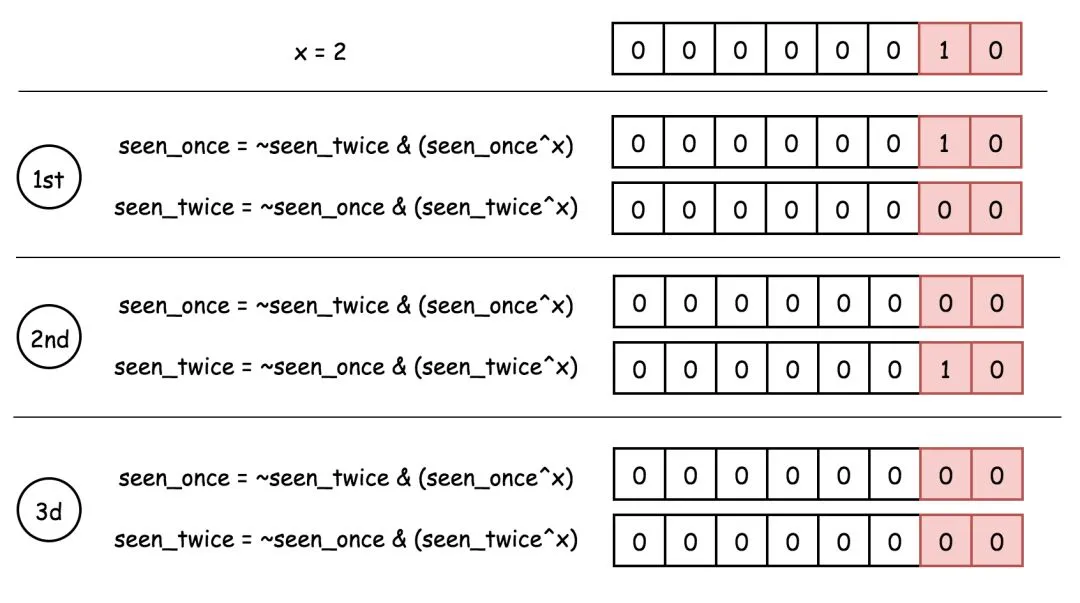 x = 2 0 0 0 0 0 0 1 0
seen_once = ~seen_twice & (seen_once^x) 0 0 0 0 0 0 1 0
1st
seen_twice = ~seen_once & (seen_twice^x) 0 0 0 0 0 0 0 0
seen_once = ~seen_twice & (seen_once^x) 0 0 0 0 0 0 0 0
2nd
seen_twice = ~seen_once & (seen_twice^x) 0 0 0 0 0 0 1 0
seen_once = ~seen_twice & (seen_once^x) 0 0 0 0 0 0 0 0
3d
seen_twice = ~seen_once & (seen_twice^x) 0 0 0 0 0 0 0 0